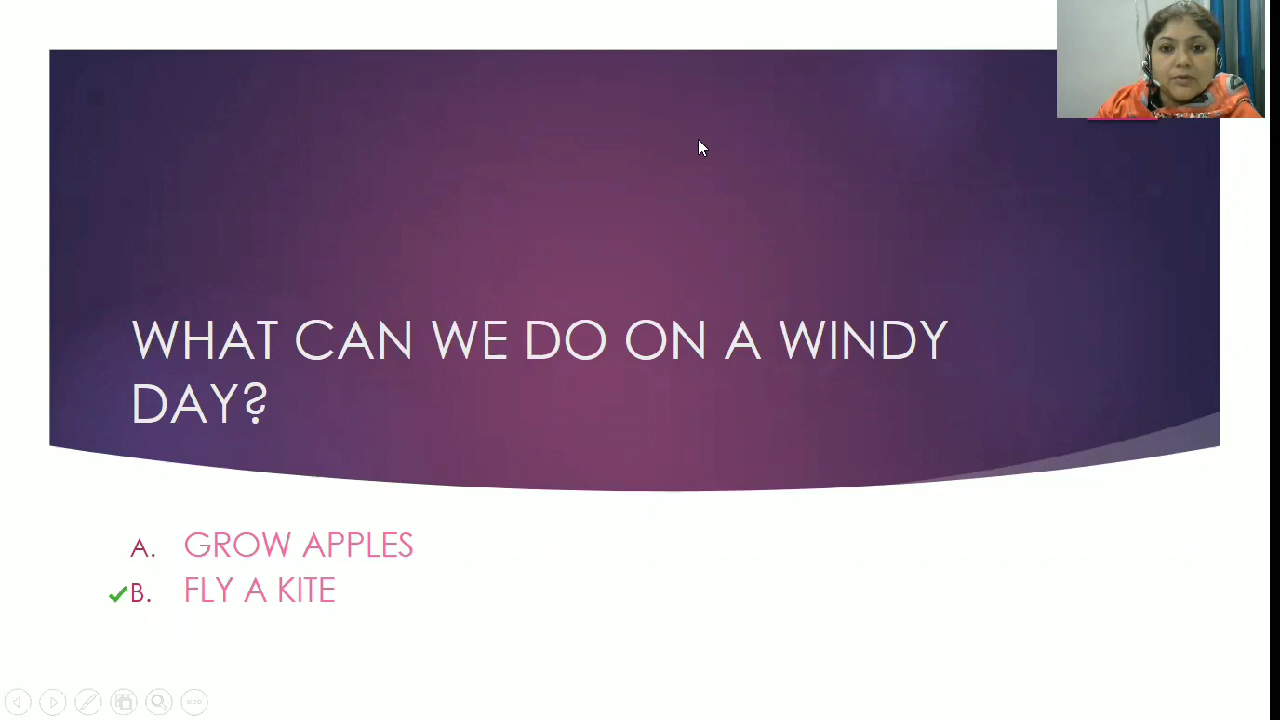 WHAT CAN WE DO ON A WINDY
DAY?
A. GROW APPLES
B. FLY A KITE